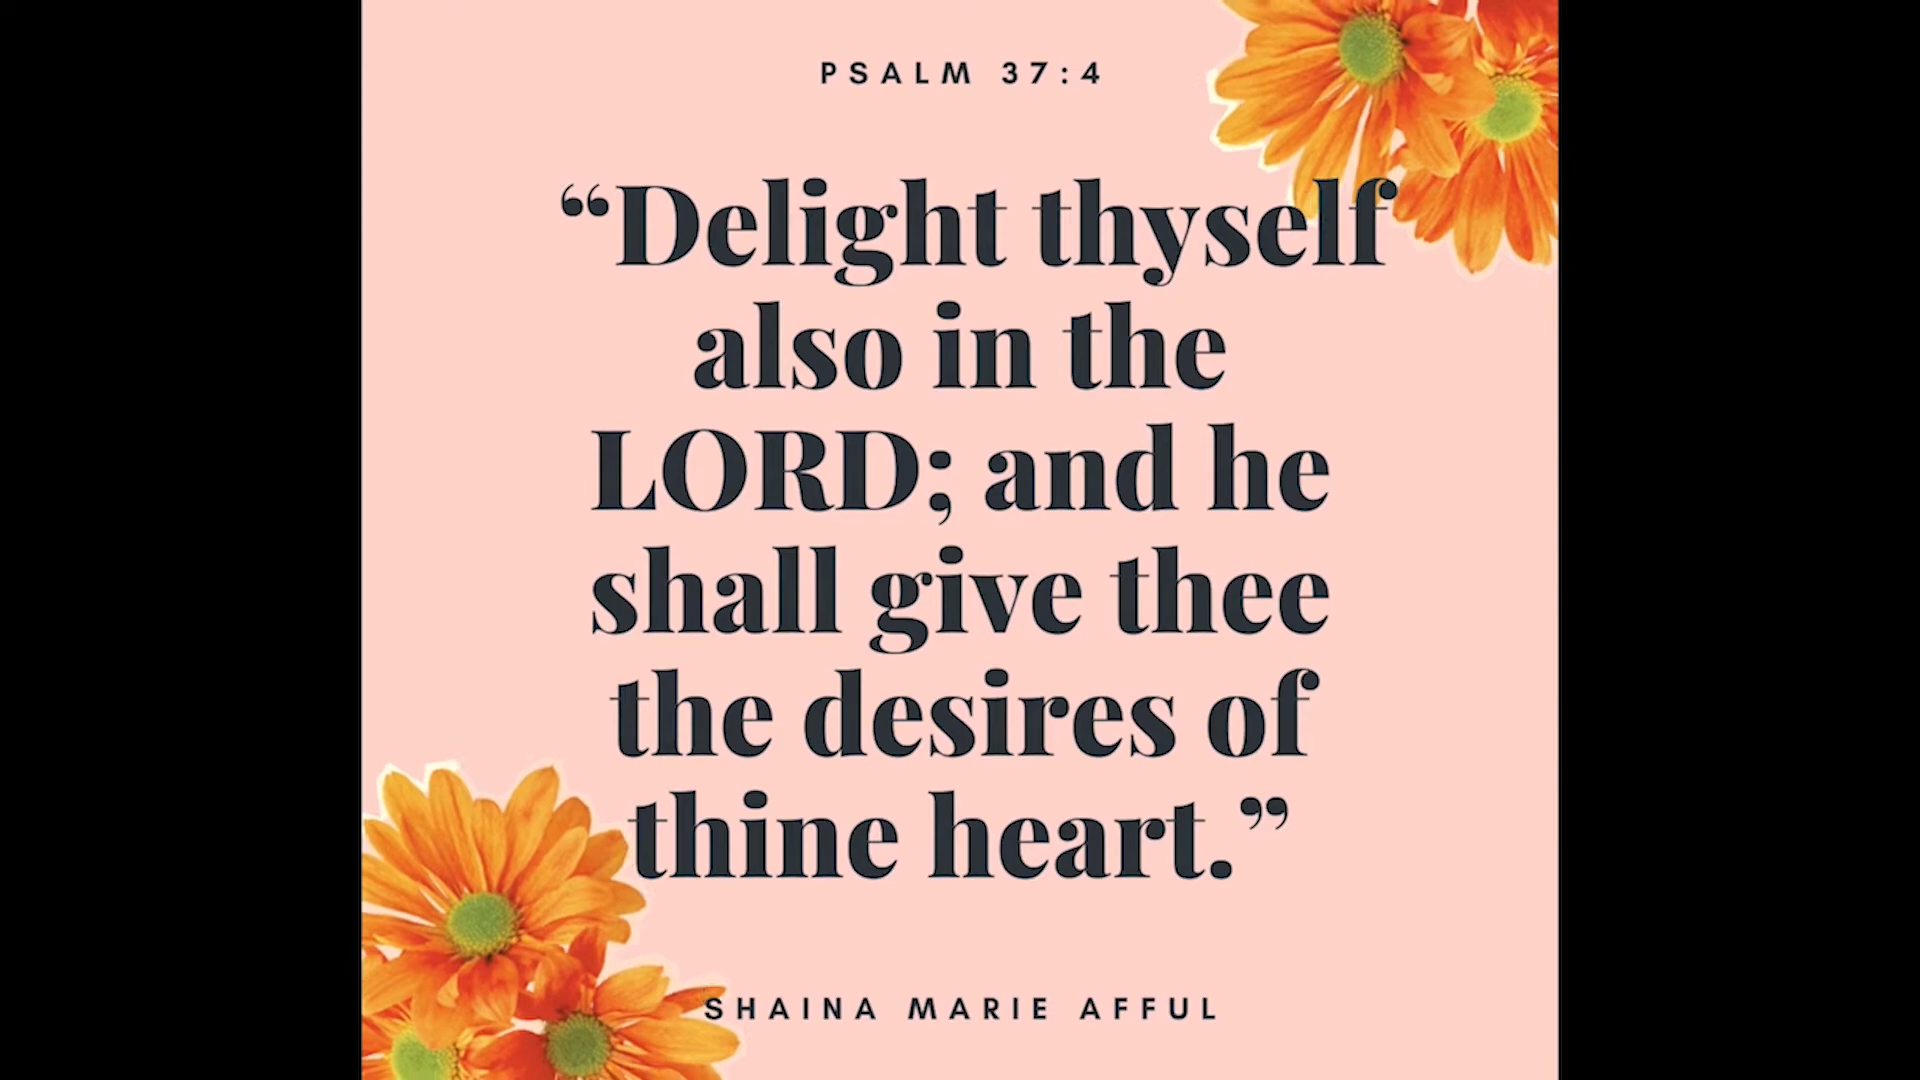 PSALM 37:4
“Delight thyself
also in the
LORD; and he
shall give thee
the desires of
thine heart.”
SHAINA MARIE AFFUL